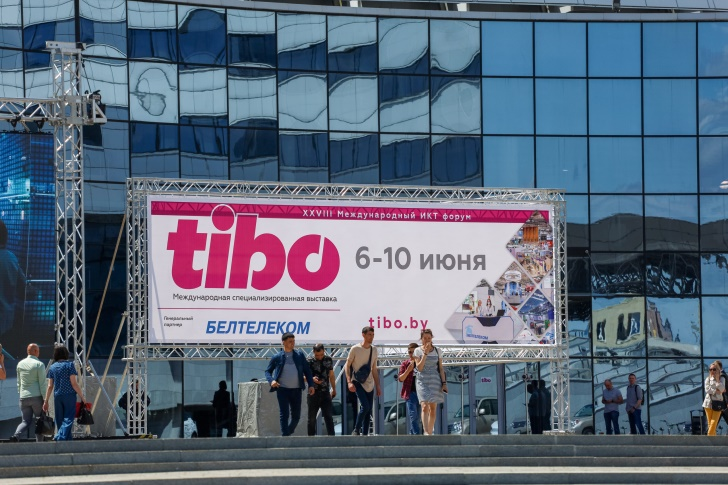 XXVIII Международный ИКТ форум
tibo
6-10 июня
Международная специализированная выставка
Генеральный
партнер
БЕЛТЕЛЕКОМ
tibo.by